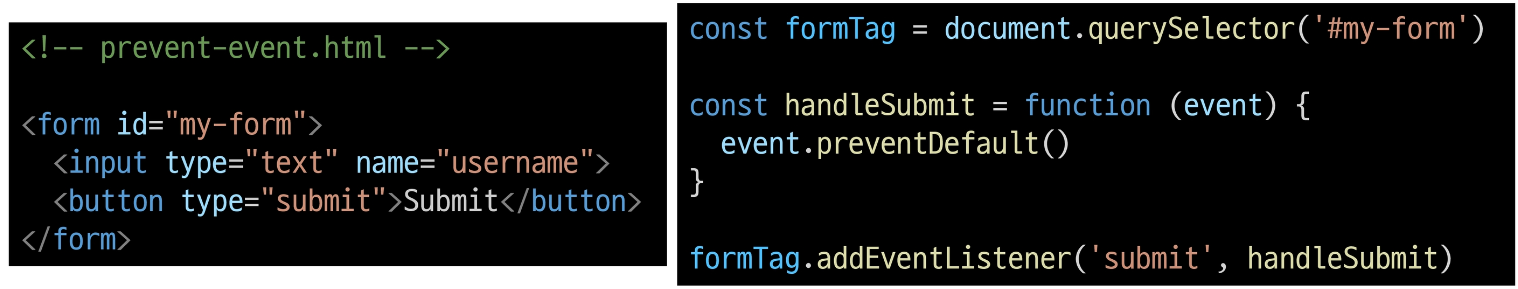 <!-- prevent-event.html -->
<form id="my-form">
  <input type="text" name="username">
  <button type="submit">Submit</button>
</form>
const formTag = document.querySelector('#my-form')
const handleSubmit = function (event) {
  event.preventDefault()
}
formTag.addEventListener('submit', handleSubmit)